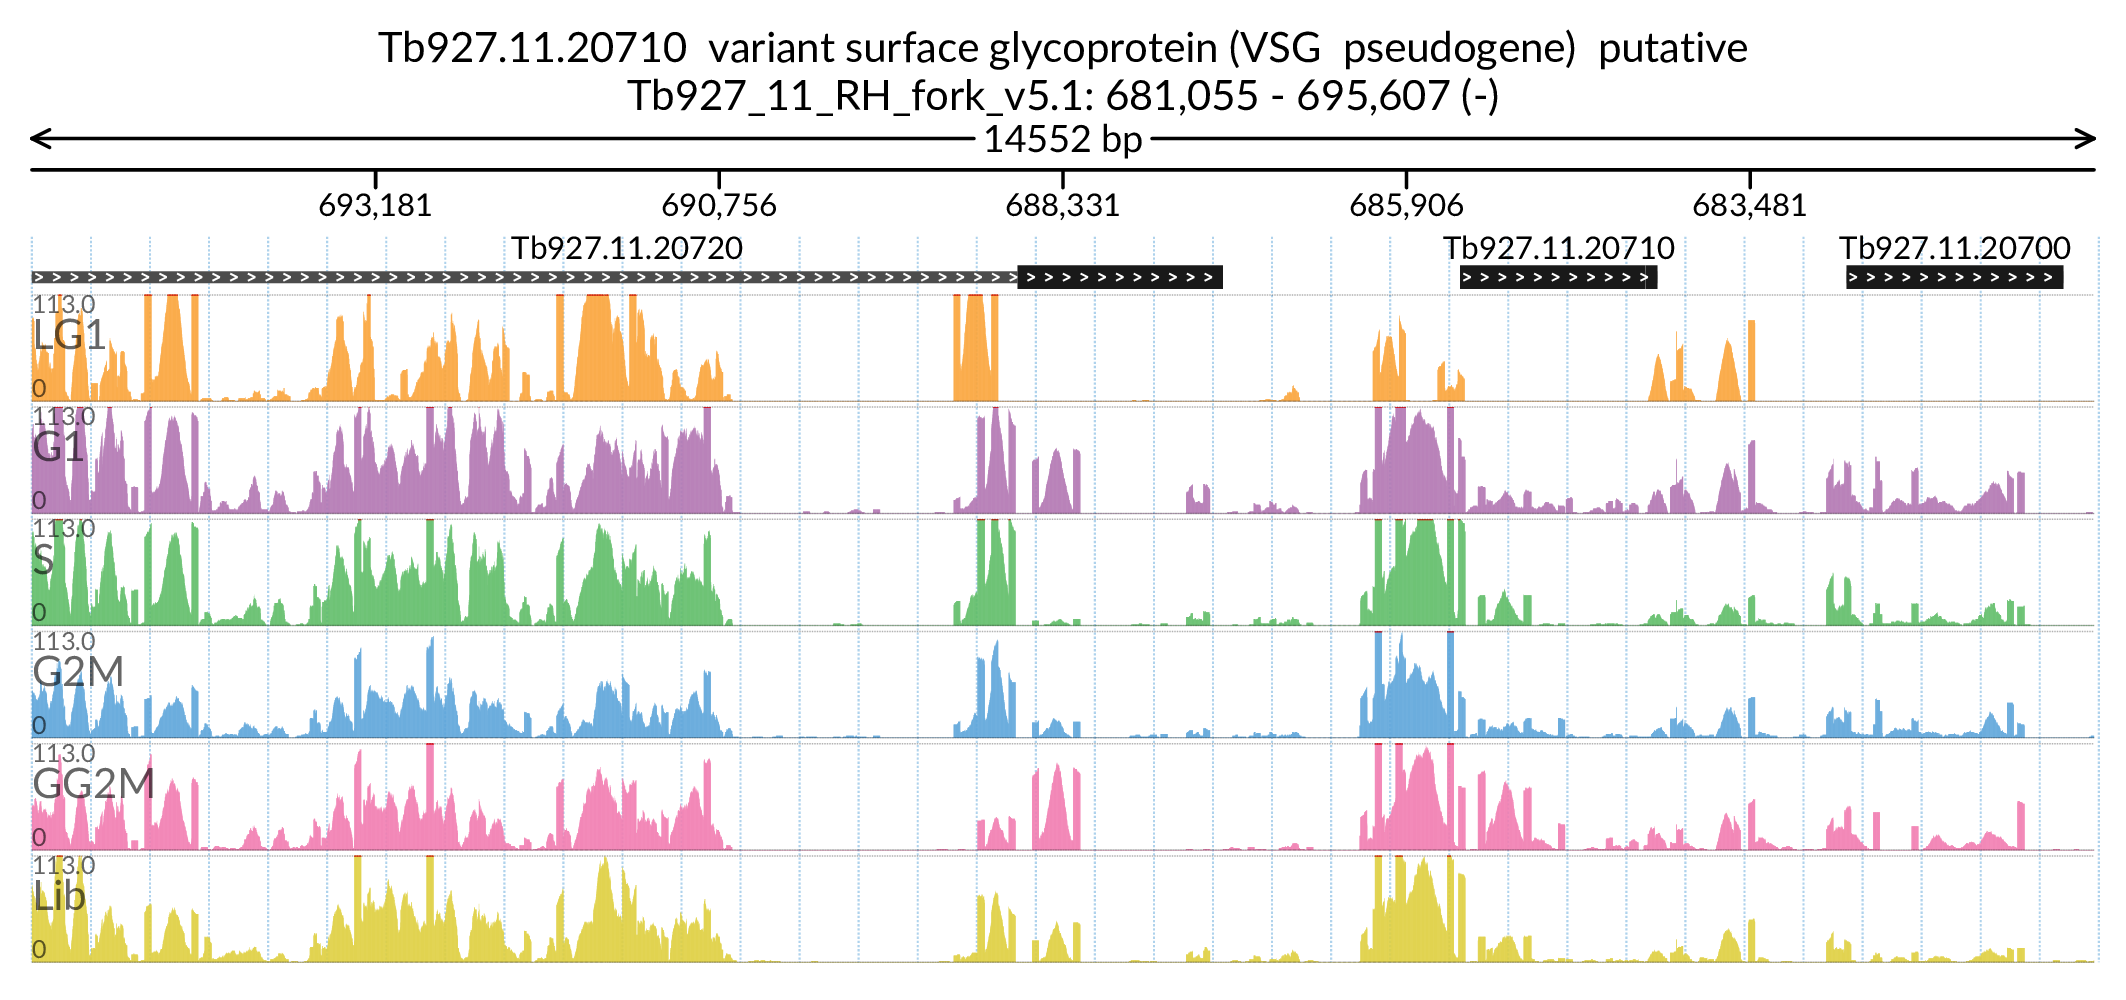 Tb927.11.20710 variant surface glycoprotein (VSG pseudogene) putative
Tb927_11_RH_fork_v5.1: 681,055 - 695,607 (-)
14552 bp
693,181 690,756 688,331 685,906 683,481
Tb927.11.20720 Tb927.11.20710 Tb927.11.20700
113.0
LG1
0
113.0
G1
0
113.0
S
0
113.0
G2M
0
113.0
GG2M
0
113.0
Lib
0